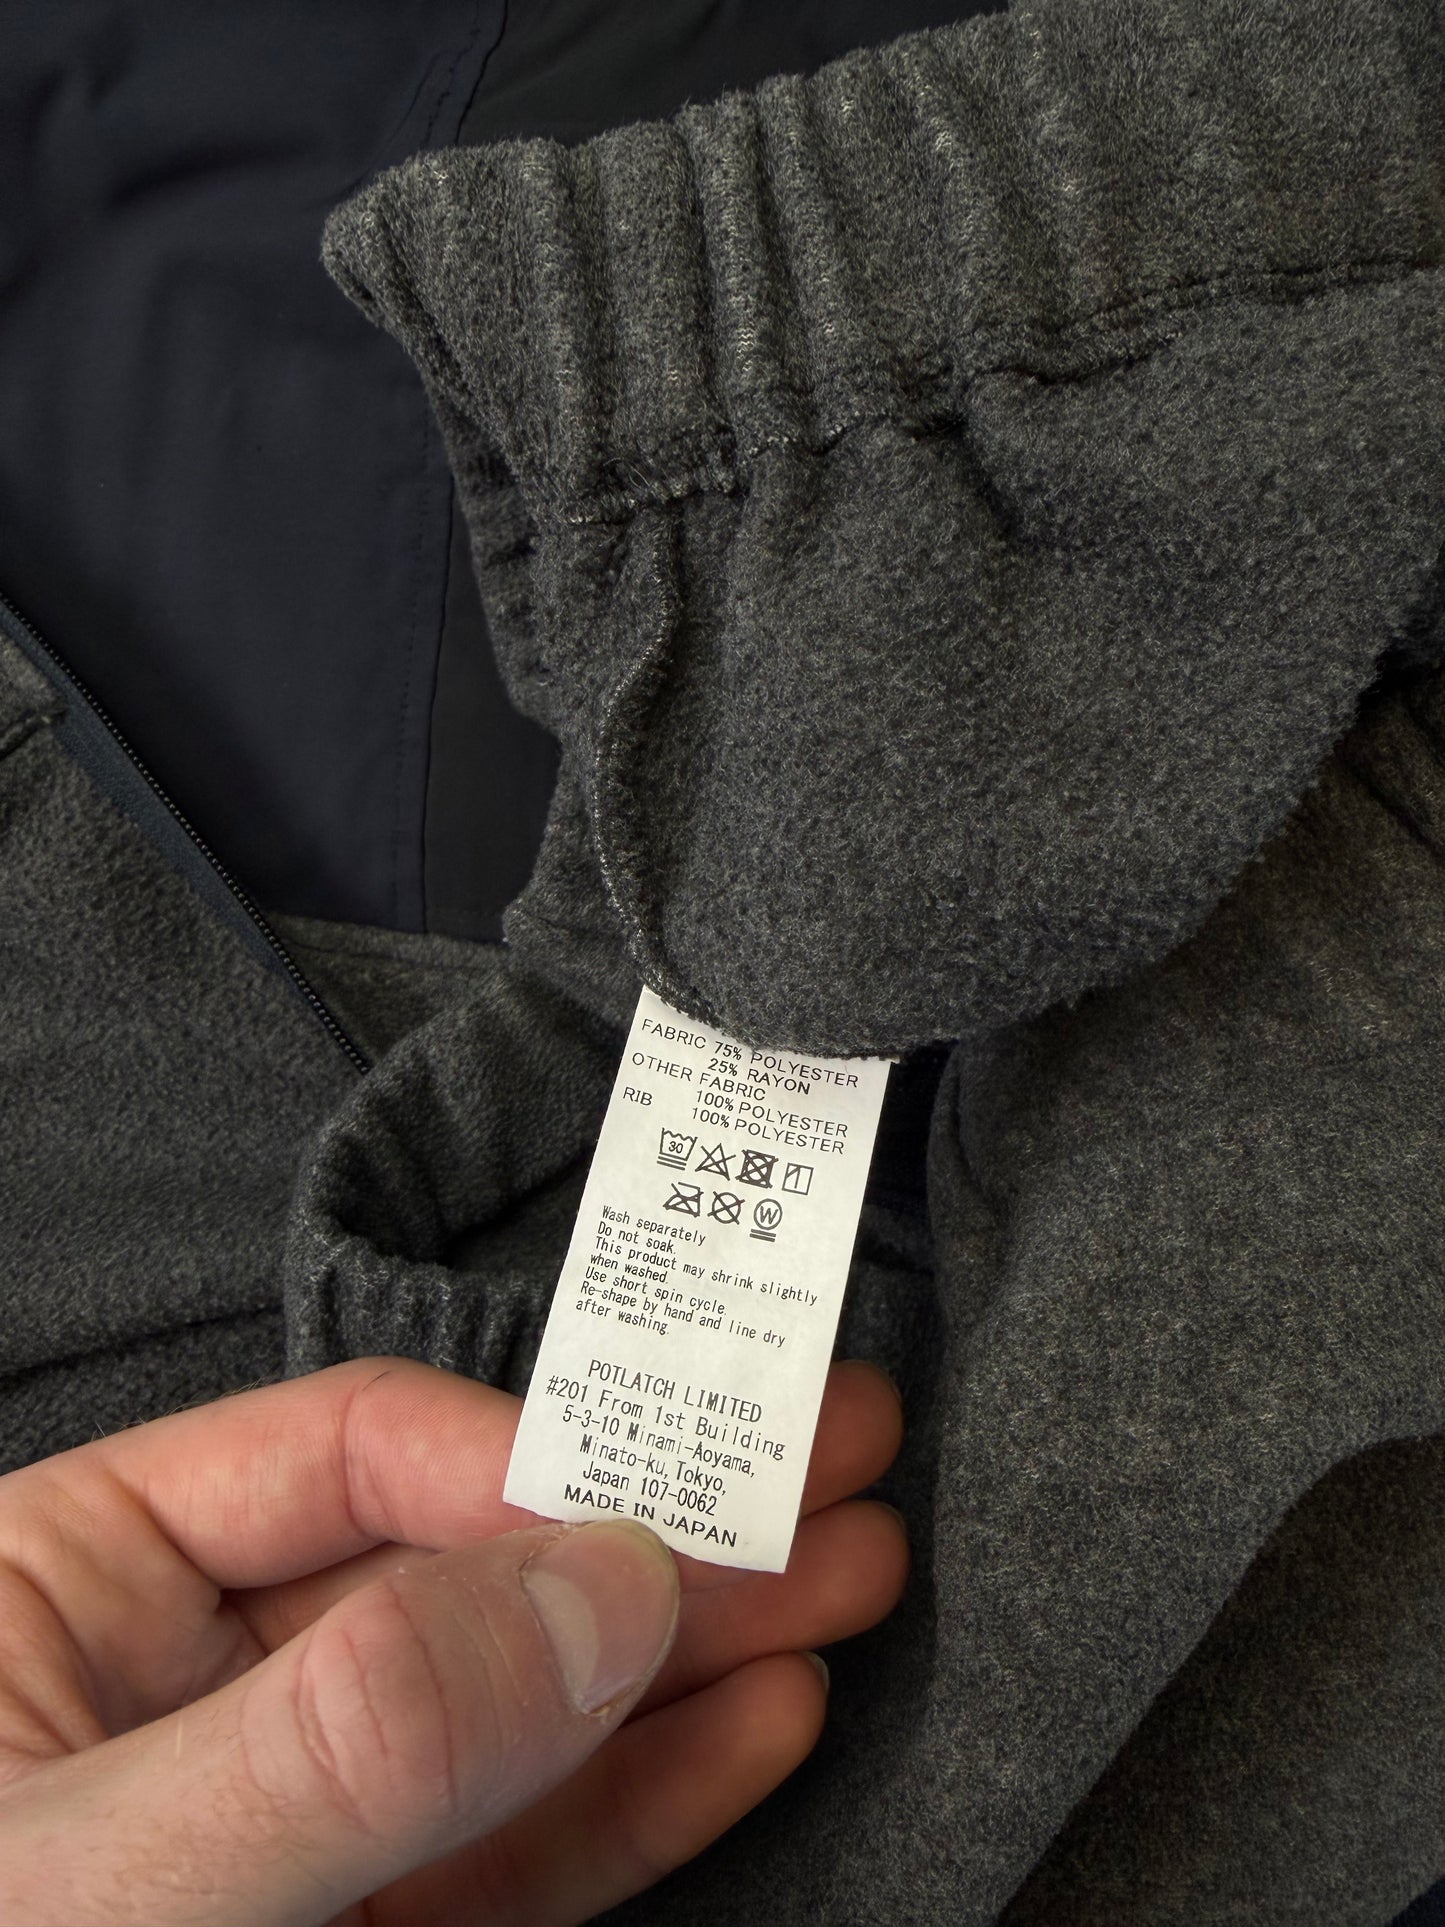 FABRIC 75% POLYESTER
25% RAYON
OTHER FABRIC
100% POLYESTER
RIB 100% POLYESTER
30
W
Wash separately
Do not soak.
This product may shrink slightly
when washed.
Use short spin cycle.
Re-shape by hand and line dry
after washing.
POTLATCH LIMITED
#201 From 1st Building
5-3-10 Minami-Aoyama,
Minato-ku, Tokyo,
Japan 107-0062
MADE IN JAPAN